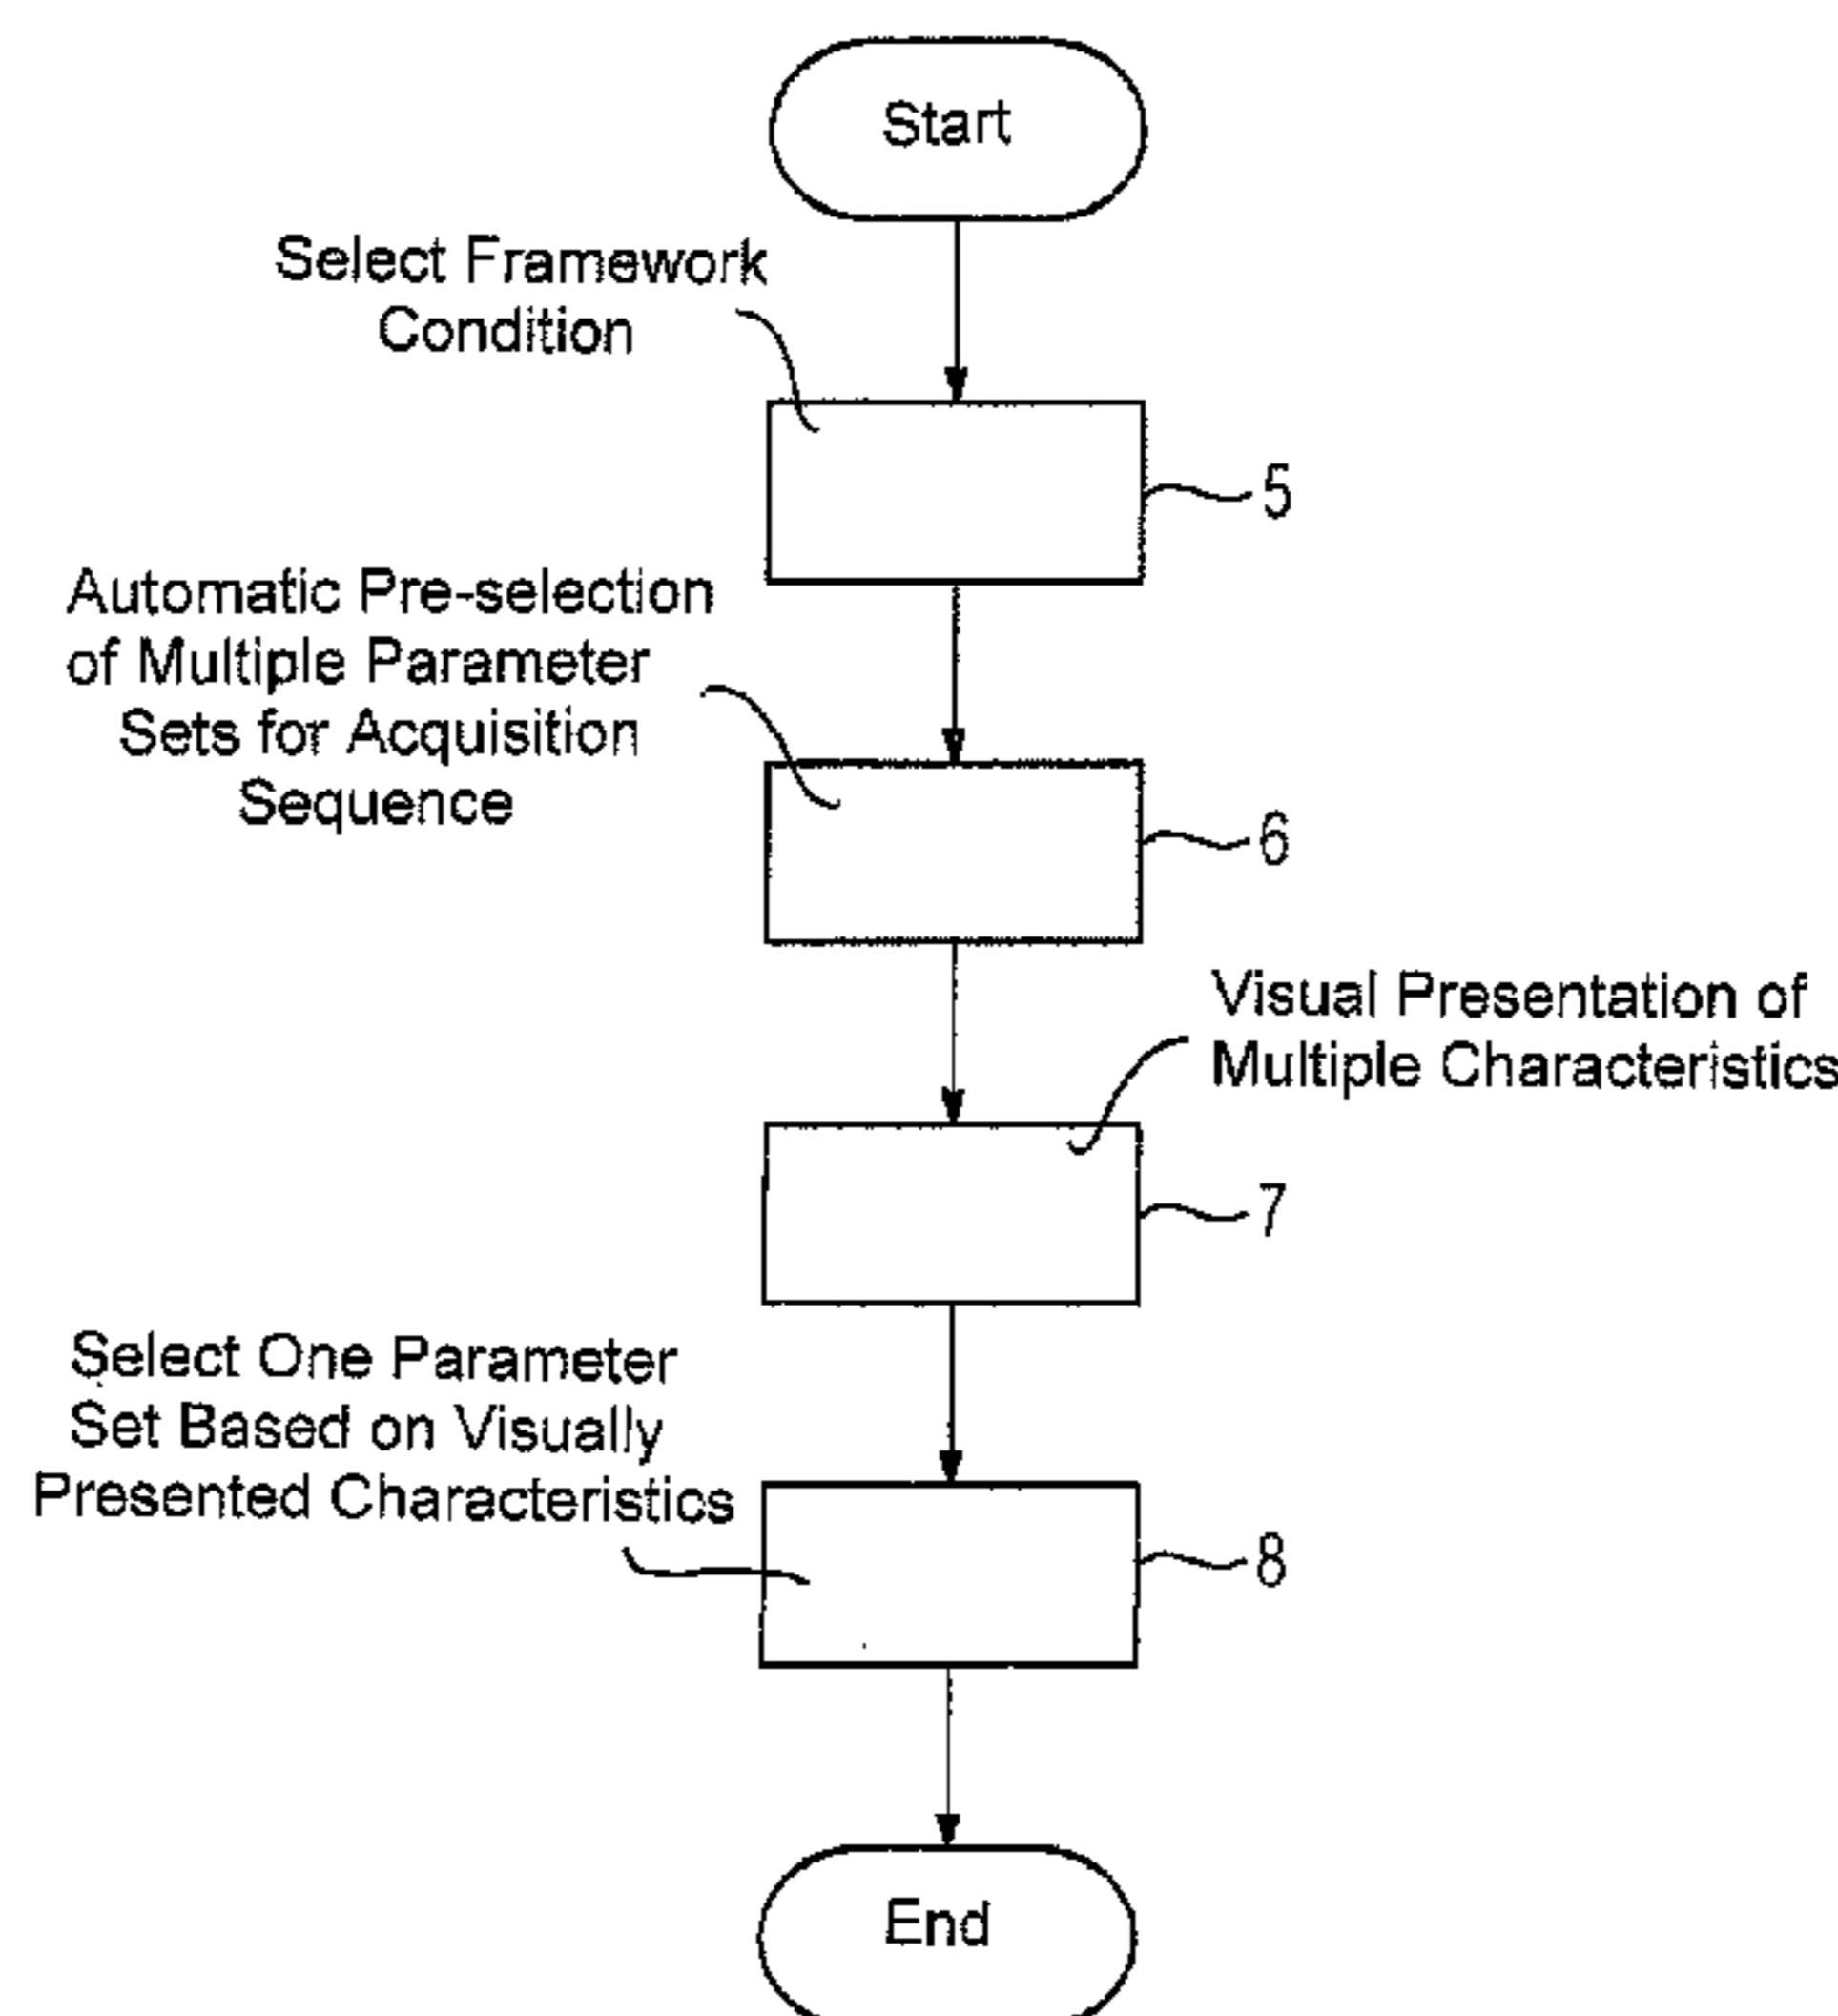 Start
Select Framework
Condition
5
Automatic Pre-selection
of Multiple Parameter
Sets for Acquisition
Sequence
6
Visual Presentation of
Multiple Characteristics
7
Select One Parameter
Set Based on Visually
Presented Characteristics
8
End